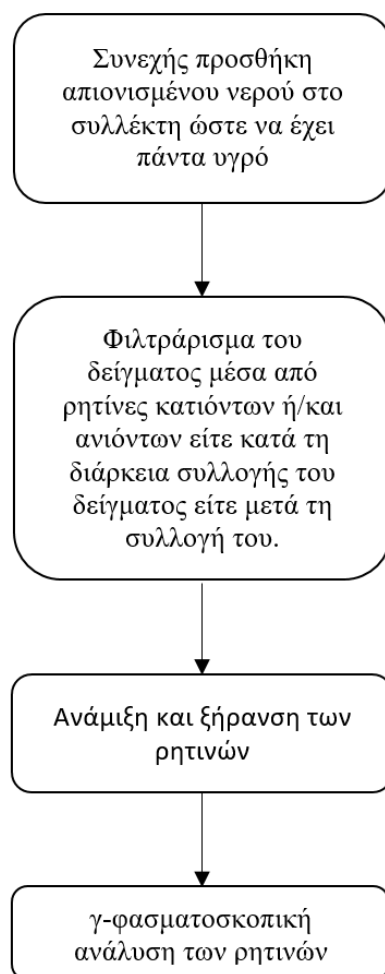 Συνεχής προσθήκη
απιονισμένου νερού στο
συλλέκτη ώστε να έχει
πάντα υγρό
Φιλτράρισμα του
δείγματος μέσα από
ρητίνες κατιόντων ή/και
ανιόντων είτε κατά τη
διάρκεια συλλογής του
δείγματος είτε μετά τη
συλλογή του.
Ανάμιξη και ξήρανση των
ρητινών
γ-φασματοσκοπική
ανάλυση των ρητινών